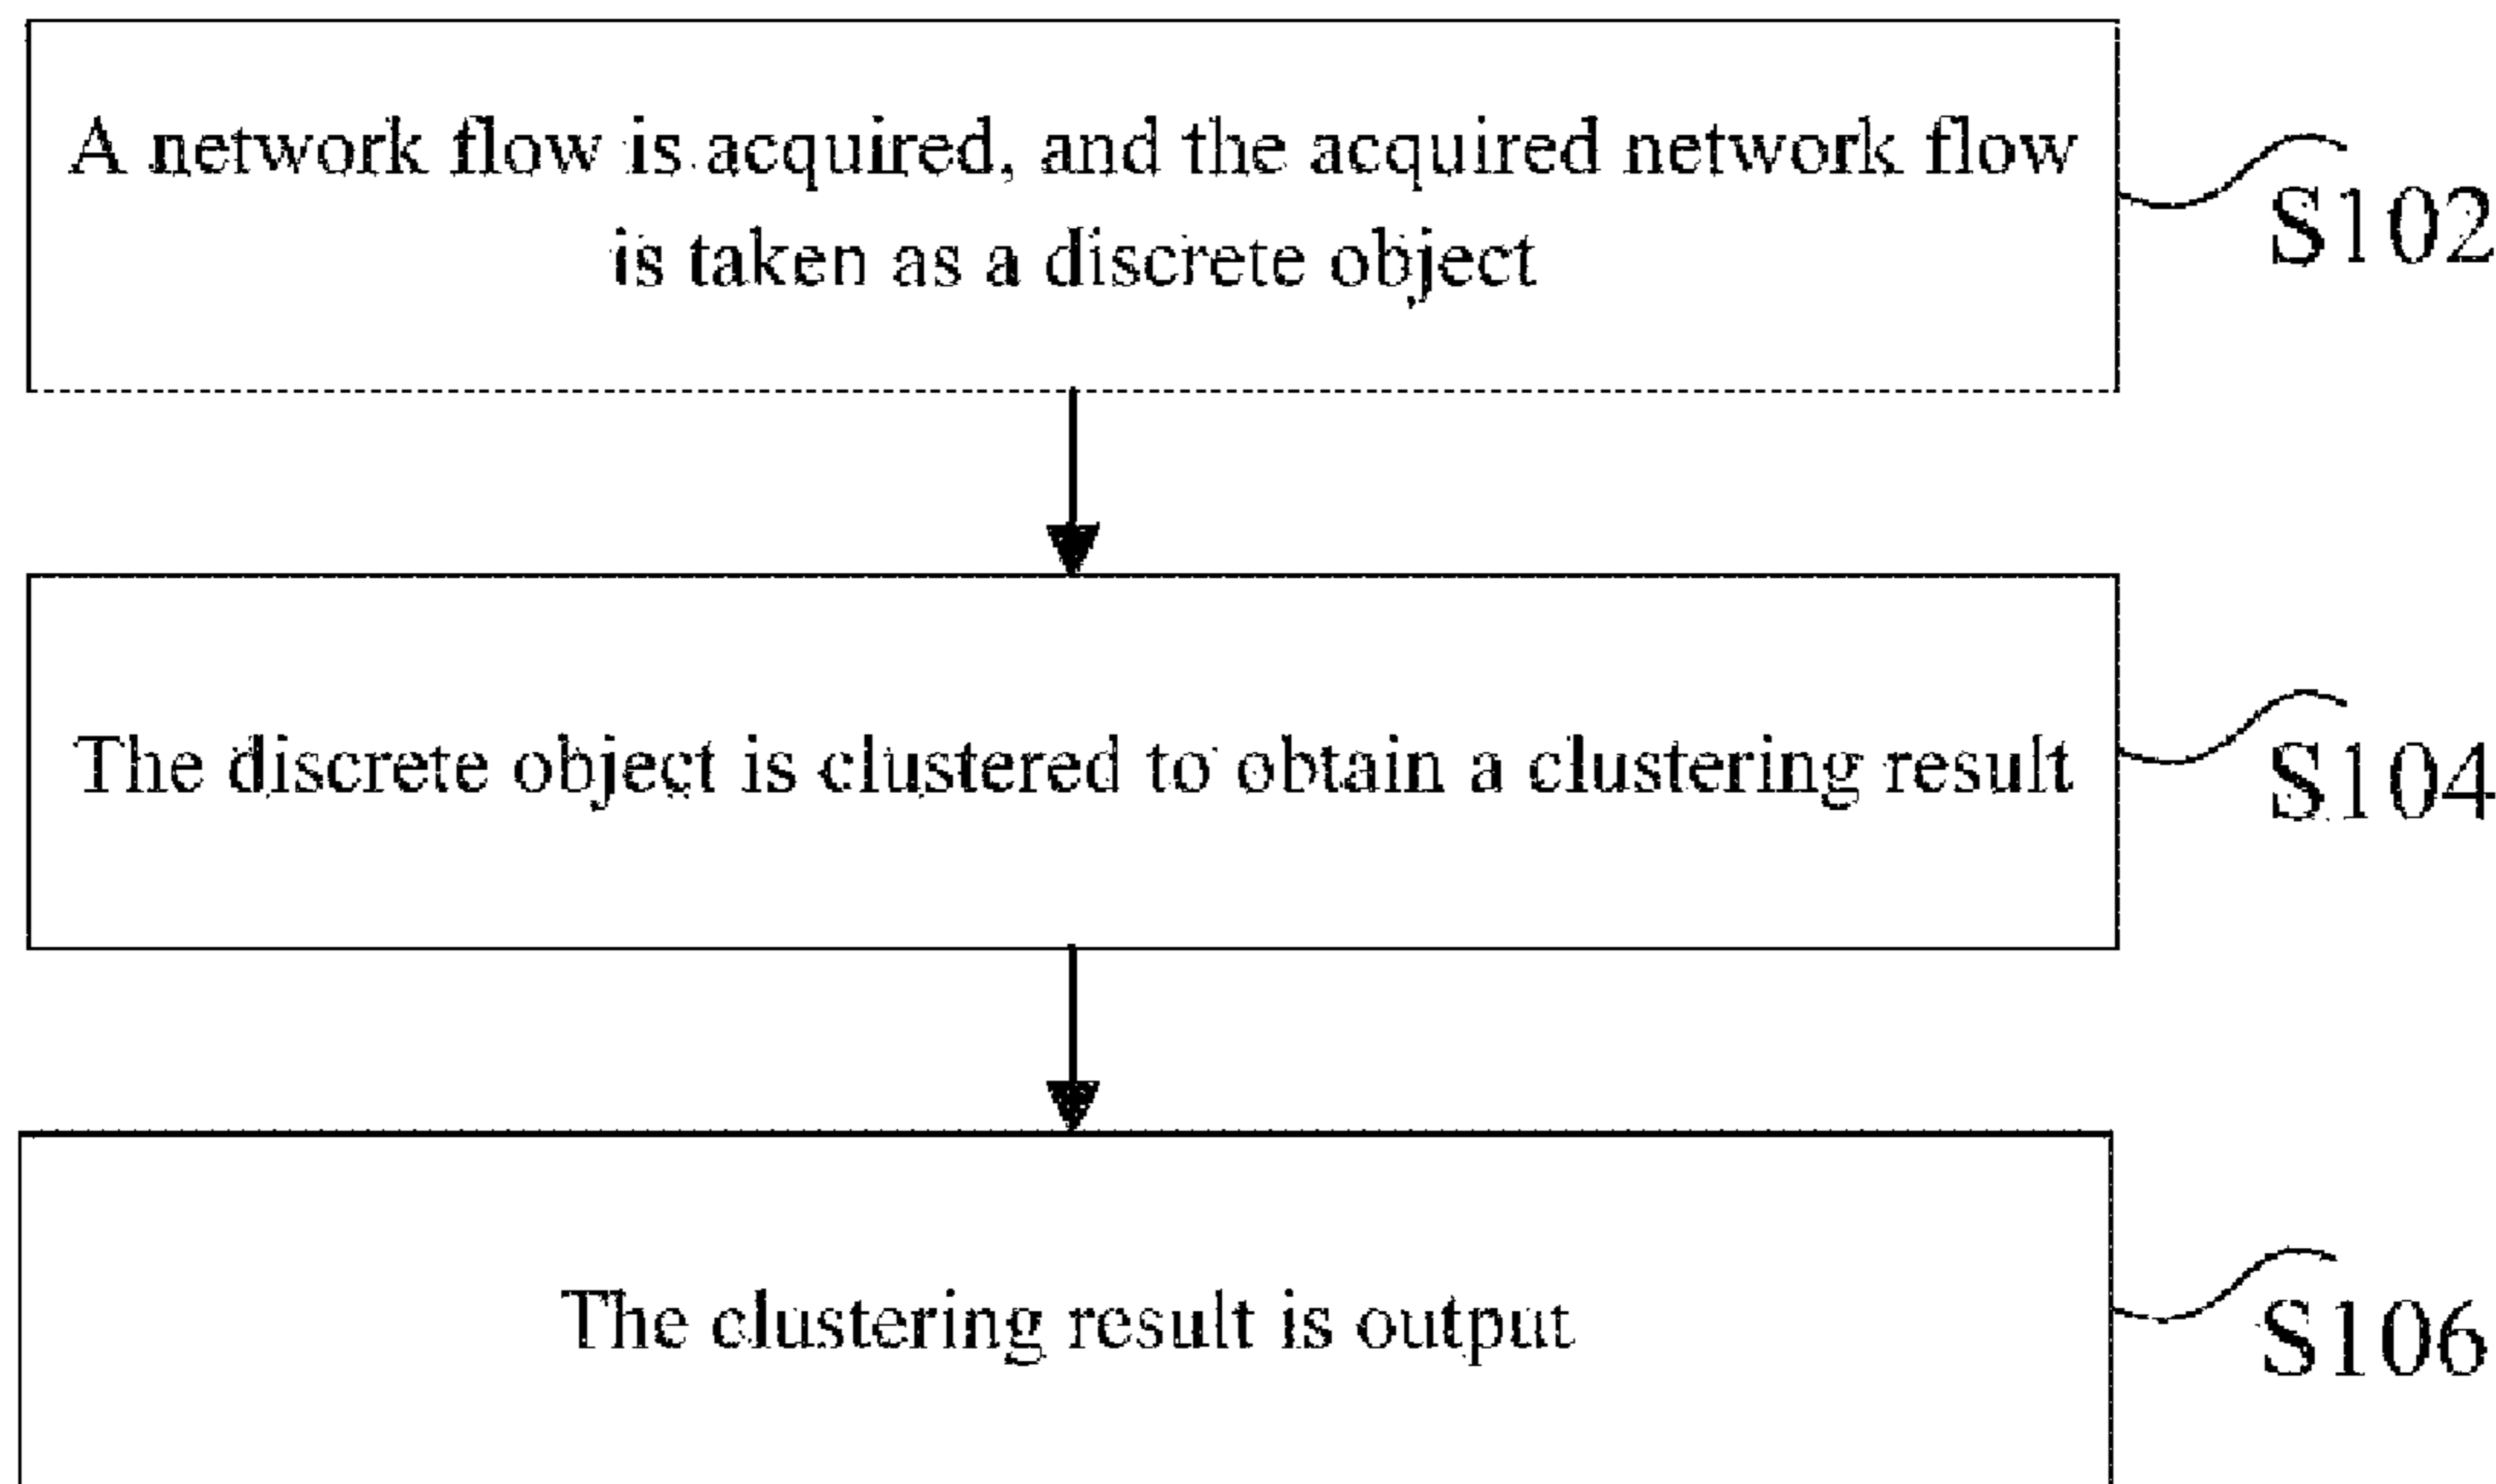 A network flow is acquired, and the acquired network flow
is taken as a discrete object
S102
The discrete object is clustered to obtain a clustering result
S104
The clustering result is output
S106